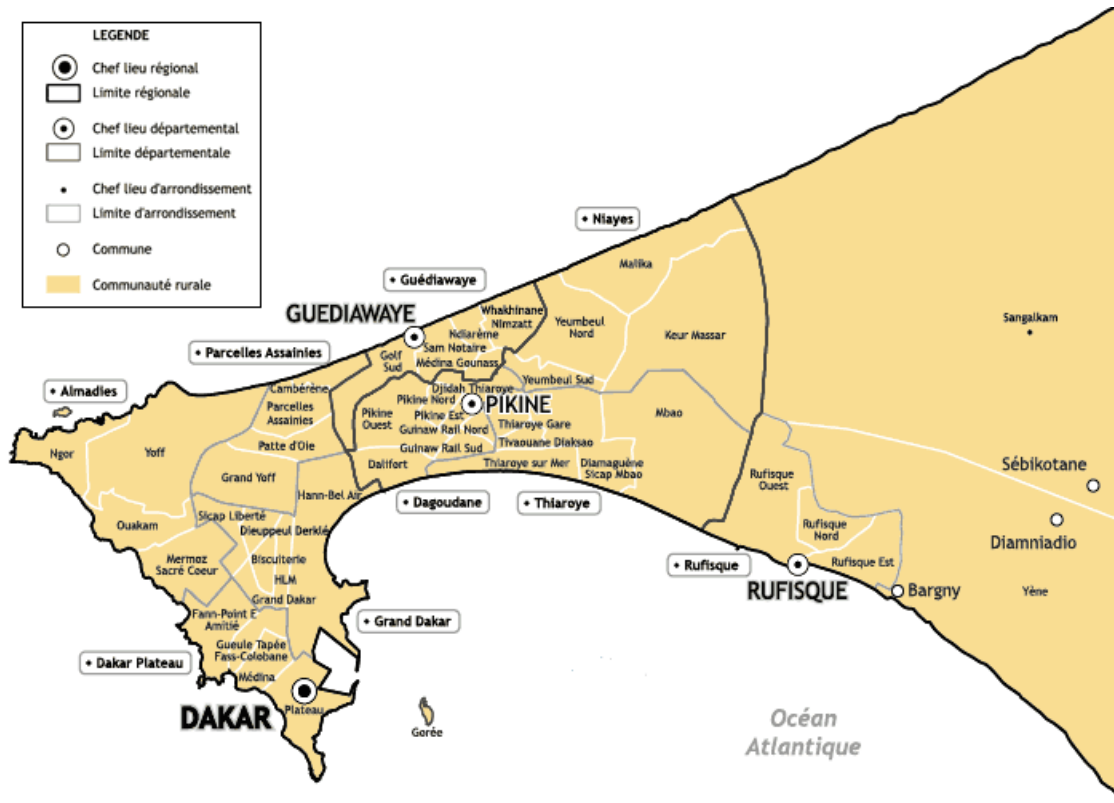 LEGENDE
Chef lieu régional
Limite régionale
Chef lieu départemental
Limite départementale
Chef lieu d'arrondissement
Limite d'arrondissement
Commune
Communauté rurale
Niayes
Malika
Guédiawaye
GUEDIAWAYE
Whakhinane
Nimzatt
Yeumbeul
Nord
Keur Massar
Sangalkam
Ndiarème
Sam Notaire
Médina Gounass
Golf
Sud
Parcelles Assainies
Almadies
Cambérène
Parcelles
Assainies
Patte d'Oie
Yeumbeul Sud
Djidah Thiaroye
Pikine Nord
PIKINE
Pikine Est
Pikine
Ouest
Guinaw Rail Nord
Guinaw Rail Sud
Thiaroye Gare
Tivaouane Diaksao
Mbao
Ngor
Yoff
Grand Yoff
Dalifort
Thiaroye sur Mer
Diamaguène
Sicap Mbao
Hann-Bel Air
Dagoudane
Thiaroye
Rufisque
Ouest
Sébikotane
Ouakam
Sicap Liberté
Dieuppeul Derklé
Rufisque
Nord
Diamniadio
Mermoz
Sacré Coeur
Biscuiterie
HLM
Grand Dakar
Rufisque Est
Rufisque
RUFISQUE
Bargny
Yène
Fann-Point E
Amitié
Grand Dakar
Gueule Tapée
Fass-Colobane
Dakar Plateau
Médina
DAKAR
Plateau
Gorée
Océan
Atlantique